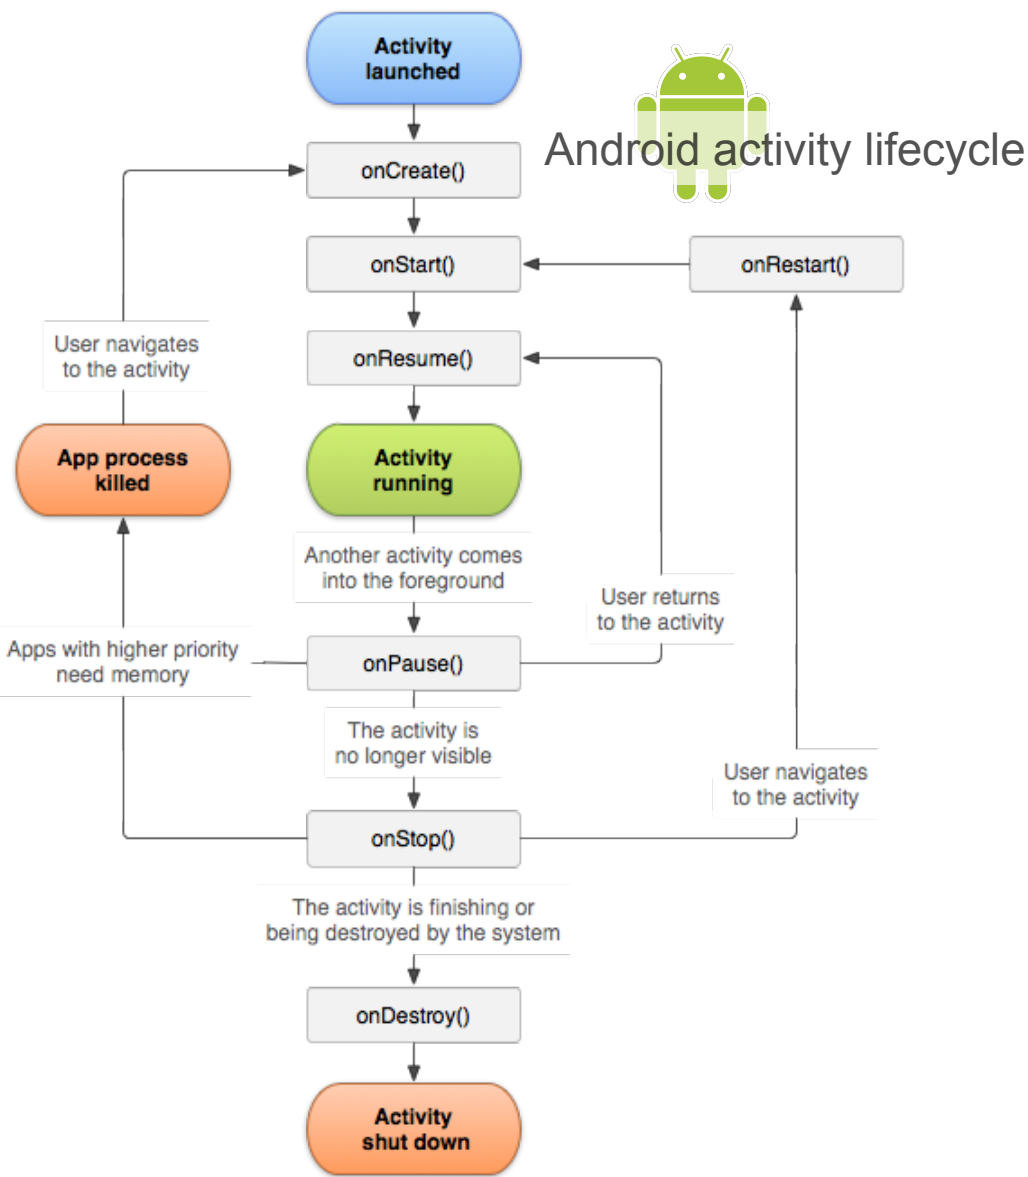 Activity
launched
Android activity lifecycle
onCreate()
onStart()
onRestart()
User navigates
to the activity
onResume()
App process
killed
Activity
running
Another activity comes
into the foreground
User returns
to the activity
Apps with higher priority
need memory
onPause()
The activity is
no longer visible
User navigates
to the activity
onStop()
The activity is finishing or
being destroyed by the system
onDestroy()
Activity
shut down